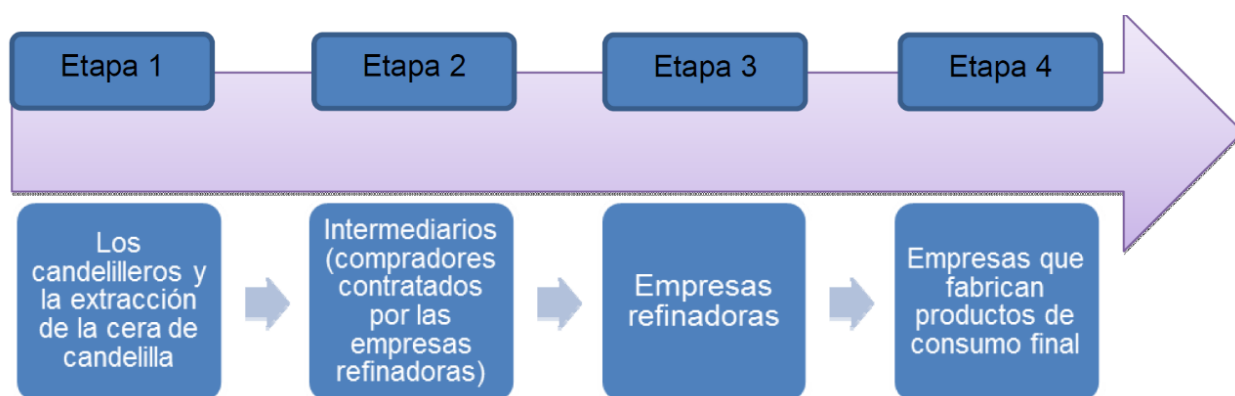 Etapa 1
Etapa 2
Etapa 3
Etapa 4
Los
candelilleros y
la extracción
de la cera de
candelilla
Intermediarios
(compradores
contratados
por las
empresas
refinadoras)
Empresas
refinadoras
Empresas que
fabrican
productos de
consumo final